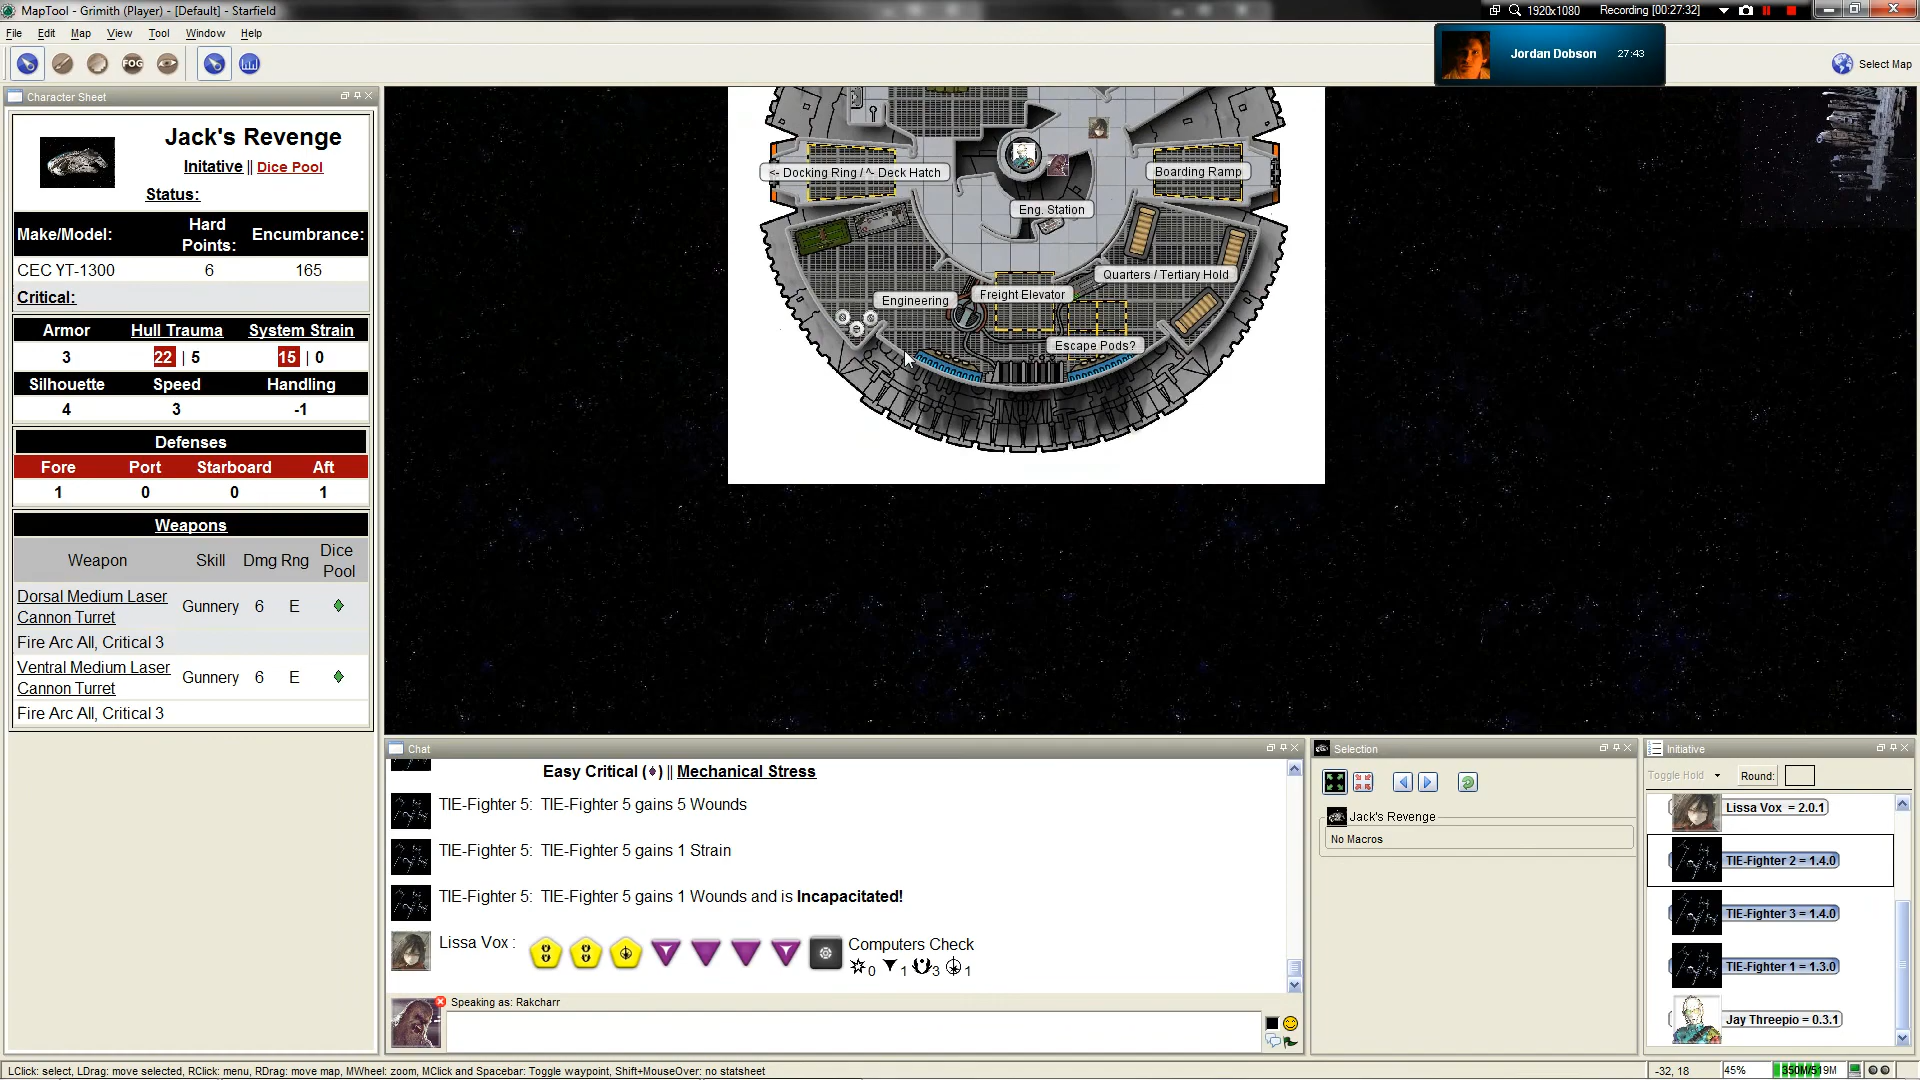 MapTool - Grimith (Player) - [Default] - Starfield
1920x1080
Recording [00:27:32]
File Edit Map View Tool Window Help
Jordan Dobson 27:43
FOG
Select Map
Character Sheet
Jack's Revenge
Initative || Dice Pool
Status:
Make/Model: Hard Points: Encumbrance:
CEC YT-1300 6 165
Critical:
Armor Hull Trauma System Strain
3 22 | 5 15 | 0
Silhouette Speed Handling
4 3 -1
Defenses
Fore Port Starboard Aft
1 0 0 1
Weapons
Weapon Skill Dmg Rng Dice Pool
Dorsal Medium Laser Cannon Turret Gunnery 6 E
Fire Arc All, Critical 3
Ventral Medium Laser Cannon Turret Gunnery 6 E
Fire Arc All, Critical 3
<- Docking Ring / ^- Deck Hatch
Boarding Ramp
Eng. Station
Quarters / Tertiary Hold
Freight Elevator
Engineering
Escape Pods?
Chat
Easy Critical (♦) || Mechanical Stress
TIE-Fighter 5: TIE-Fighter 5 gains 5 Wounds
TIE-Fighter 5: TIE-Fighter 5 gains 1 Strain
TIE-Fighter 5: TIE-Fighter 5 gains 1 Wounds and is Incapacitated!
Lissa Vox : Computers Check
0 1 3 1
Speaking as: Rakcharr
Selection
Jack's Revenge
No Macros
Initiative
Toggle Hold Round:
Lissa Vox = 2.0.1
TIE-Fighter 2 = 1.4.0
TIE-Fighter 3 = 1.4.0
TIE-Fighter 1 = 1.3.0
Jay Threepio = 0.3.1
LClick: select, LDrag: move selected, RClick: menu, RDrag: move map, MWheel: zoom, MClick and Spacebar: Toggle waypoint, Shift+MouseOver: no statsheet
-32, 18
45%
350M/519M